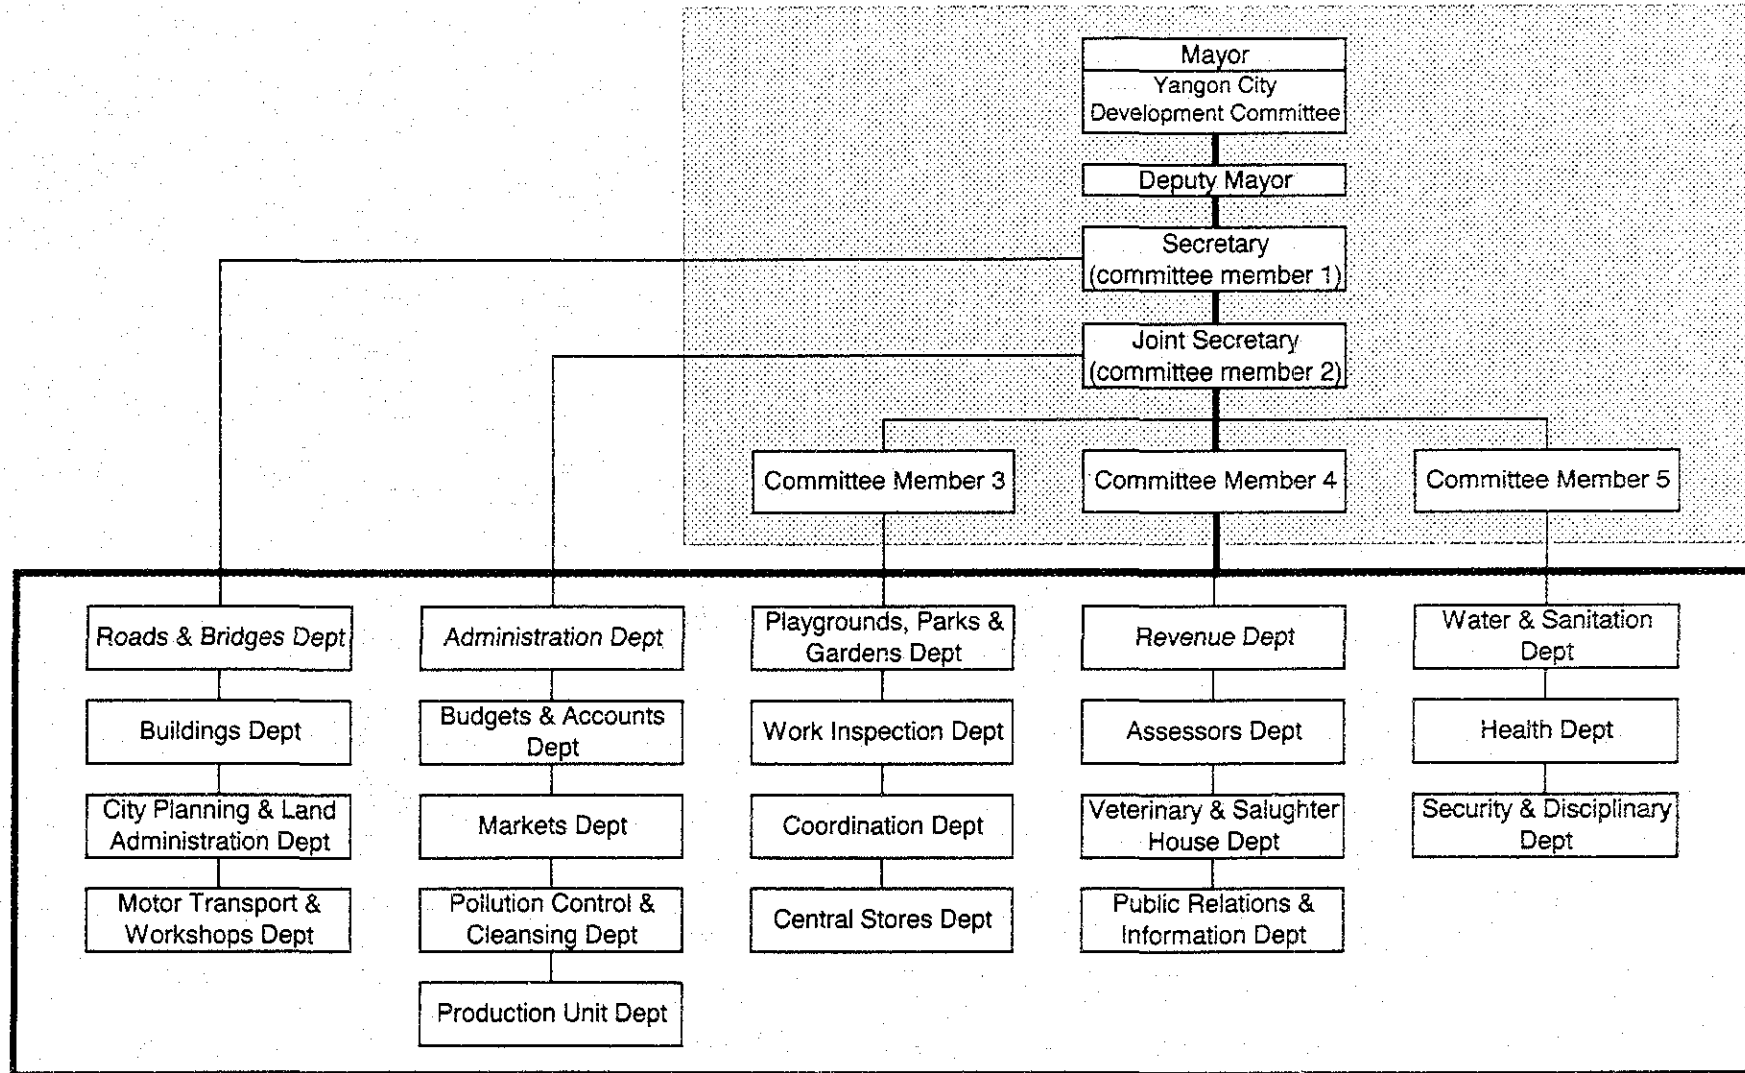 Mayor
Yangon City
Development Committee
Deputy Mayor
Secretary
(committee member 1)
Joint Secretary
(committee member 2)
Committee Member 3
Committee Member 4
Committee Member 5
Roads & Bridges Dept
Administration Dept
Playgrounds, Parks &
Gardens Dept
Revenue Dept
Water & Sanitation
Dept
Buildings Dept
Budgets & Accounts
Dept
Work Inspection Dept
Assessors Dept
Health Dept
City Planning & Land
Administration Dept
Markets Dept
Coordination Dept
Veterinary & Salughter
House Dept
Security & Disciplinary
Dept
Motor Transport &
Workshops Dept
Pollution Control &
Cleansing Dept
Central Stores Dept
Public Relations &
Information Dept
Production Unit Dept